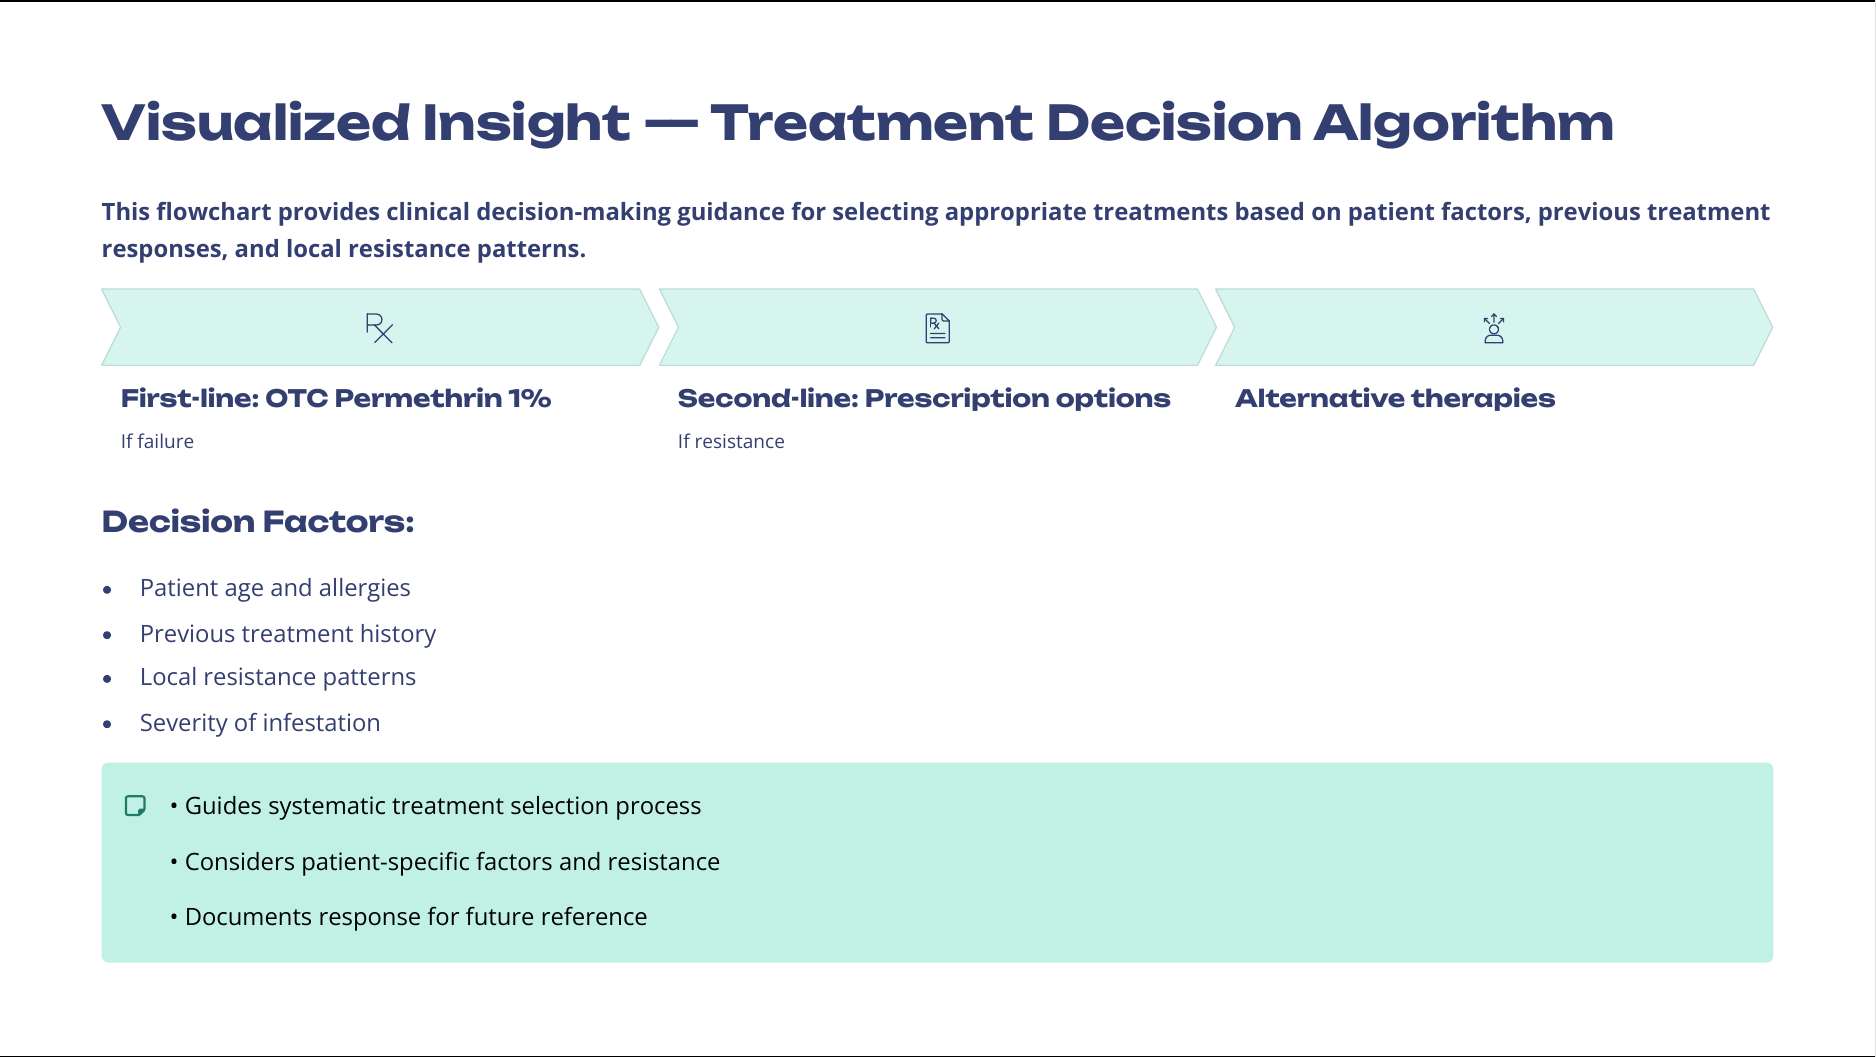 Visualized Insight — Treatment Decision Algorithm
This flowchart provides clinical decision-making guidance for selecting appropriate treatments based on patient factors, previous treatment
responses, and local resistance patterns.
First-line: OTC Permethrin 1%
If failure
Second-line: Prescription options
If resistance
Alternative therapies
Decision Factors:
• Patient age and allergies
• Previous treatment history
• Local resistance patterns
• Severity of infestation
• Guides systematic treatment selection process
• Considers patient-specific factors and resistance
• Documents response for future reference